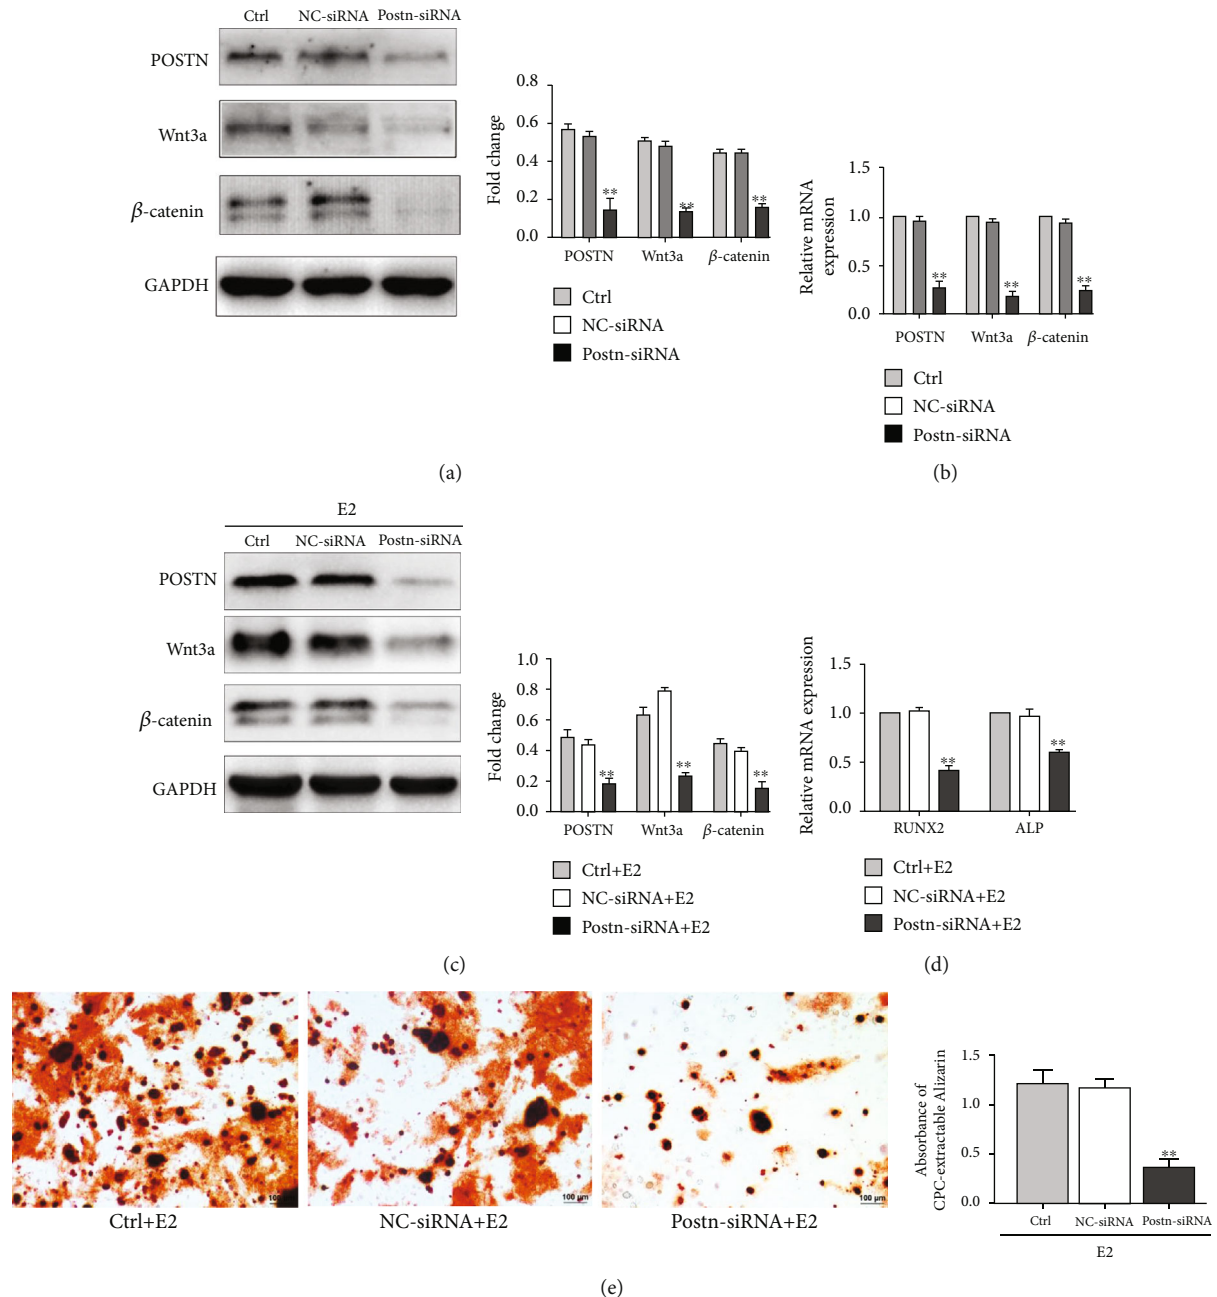 Ctrl NC-siRNA Postn-siRNA
POSTN
Wnt3a
β-catenin
GAPDH
Fold change
0.8
0.6
0.4
0.2
0.0
** ** **
POSTN Wnt3a β-catenin
Ctrl
NC-siRNA
Postn-siRNA
(a)
Relative mRNA
expression
1.5
1.0
0.5
0.0
** ** **
POSTN Wnt3a β-catenin
Ctrl
NC-siRNA
Postn-siRNA
(b)
E2
Ctrl NC-siRNA Postn-siRNA
POSTN
Wnt3a
β-catenin
GAPDH
Fold change
1.0
0.8
0.6
0.4
0.2
0.0
** ** **
POSTN Wnt3a β-catenin
Ctrl+E2
NC-siRNA+E2
Postn-siRNA+E2
(c)
Relative mRNA expression
1.5
1.0
0.5
0.0
** **
RUNX2 ALP
Ctrl+E2
NC-siRNA+E2
Postn-siRNA+E2
(d)
100 μm
100 μm
100 μm
Ctrl+E2 NC-siRNA+E2 Postn-siRNA+E2
Absorbance of
CPC-extractable Alizarin
1.5
1.0
0.5
0.0
**
Ctrl NC-siRNA Postn-siRNA
E2
(e)